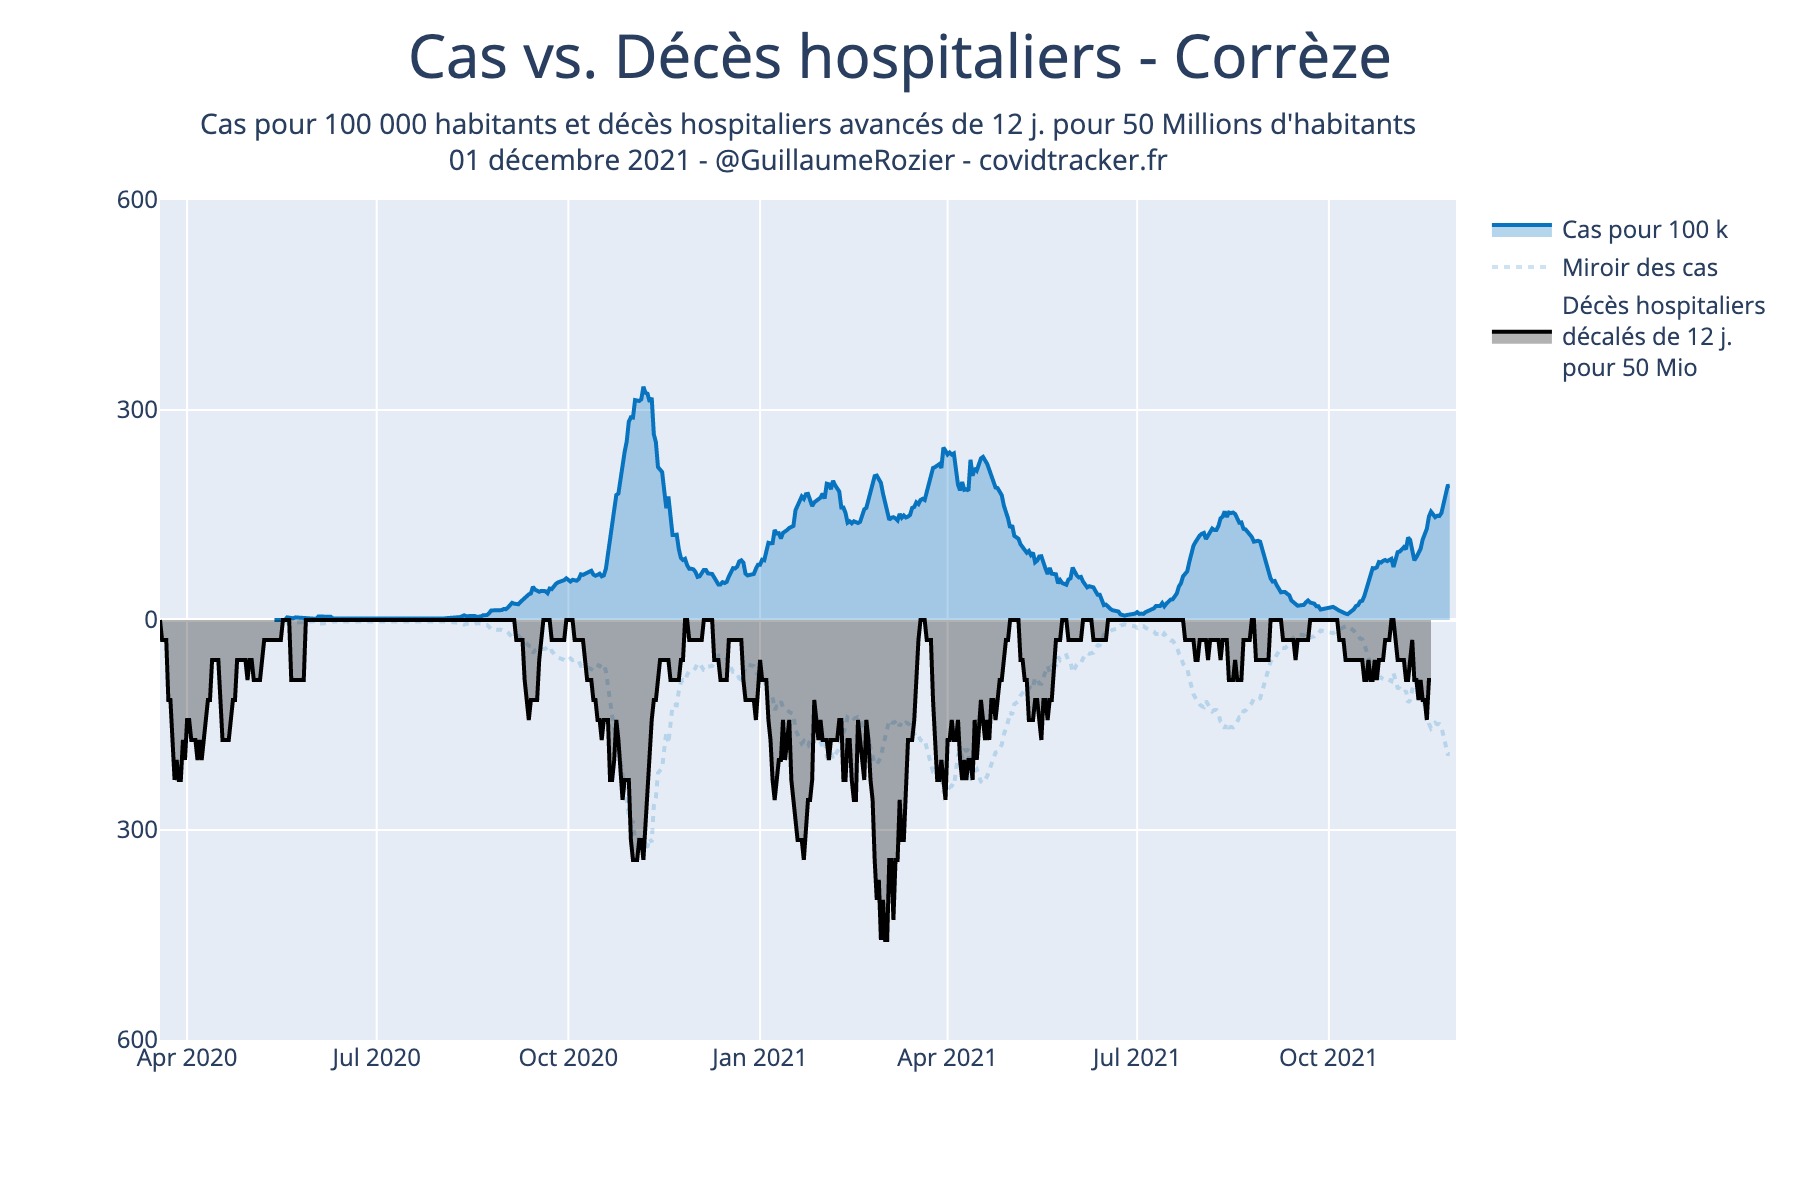 Cas vs. Décès hospitaliers - Corrèze
Cas pour 100 000 habitants et décès hospitaliers avancés de 12 j. pour 50 Millions d'habitants
01 décembre 2021 - @GuillaumeRozier - covidtracker.fr
600
300
0
300
600
Apr 2020
Jul 2020
Oct 2020
Jan 2021
Apr 2021
Jul 2021
Oct 2021
Cas pour 100 k
Miroir des cas
Décès hospitaliers
décalés de 12 j.
pour 50 Mio